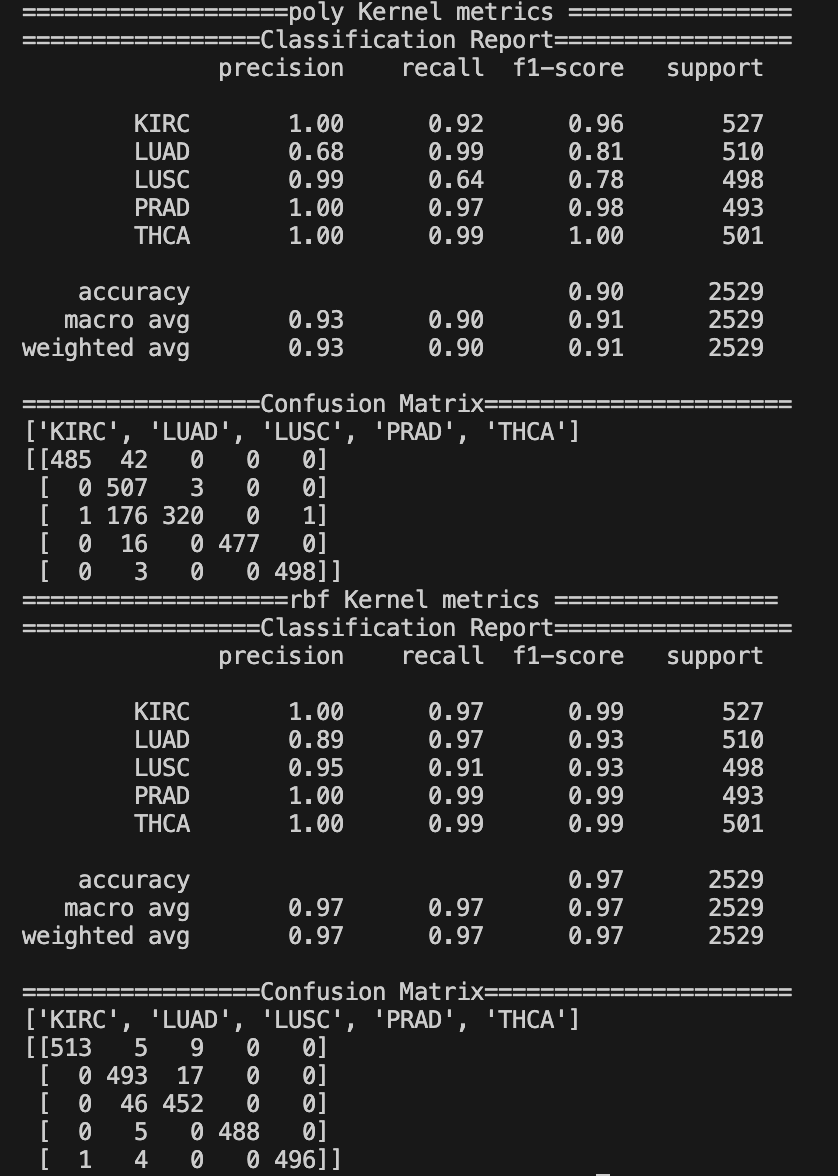 ===================poly Kernel metrics ================
=================Classification Report=================
              precision    recall  f1-score   support

        KIRC       1.00      0.92      0.96       527
        LUAD       0.68      0.99      0.81       510
        LUSC       0.99      0.64      0.78       498
        PRAD       1.00      0.97      0.98       493
        THCA       1.00      0.99      1.00       501

    accuracy                           0.90      2529
   macro avg       0.93      0.90      0.91      2529
weighted avg       0.93      0.90      0.91      2529

=================Confusion Matrix======================
['KIRC', 'LUAD', 'LUSC', 'PRAD', 'THCA']
[[485  42   0   0   0]
 [  0 507   3   0   0]
 [  1 176 320   0   1]
 [  0  16   0 477   0]
 [  0   3   0   0 498]]
===================rbf Kernel metrics ================
=================Classification Report=================
              precision    recall  f1-score   support

        KIRC       1.00      0.97      0.99       527
        LUAD       0.89      0.97      0.93       510
        LUSC       0.95      0.91      0.93       498
        PRAD       1.00      0.99      0.99       493
        THCA       1.00      0.99      0.99       501

    accuracy                           0.97      2529
   macro avg       0.97      0.97      0.97      2529
weighted avg       0.97      0.97      0.97      2529

=================Confusion Matrix======================
['KIRC', 'LUAD', 'LUSC', 'PRAD', 'THCA']
[[513   5   9   0   0]
 [  0 493  17   0   0]
 [  0  46 452   0   0]
 [  0   5   0 488   0]
 [  1   4   0   0 496]]